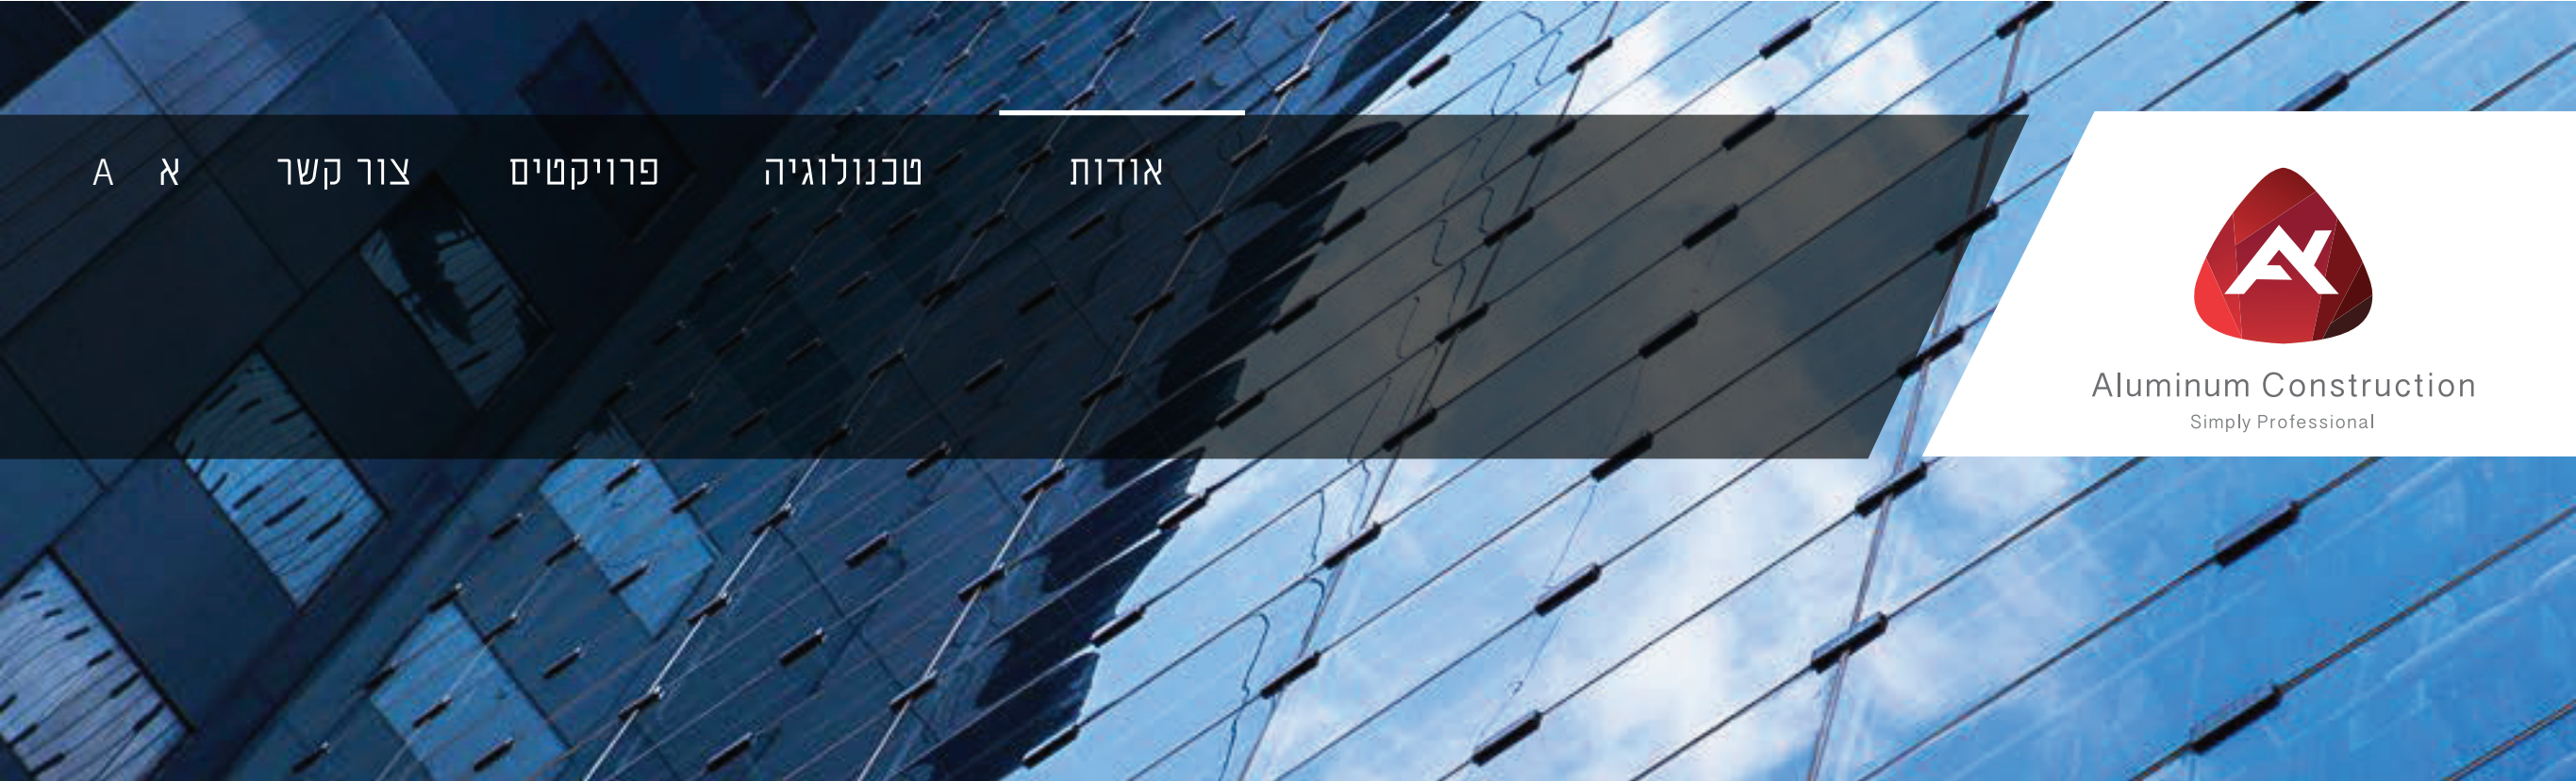 אודות
טכנולוגיה
פרויקטים
צור קשר
א
A
Aluminum Construction
Simply Professional